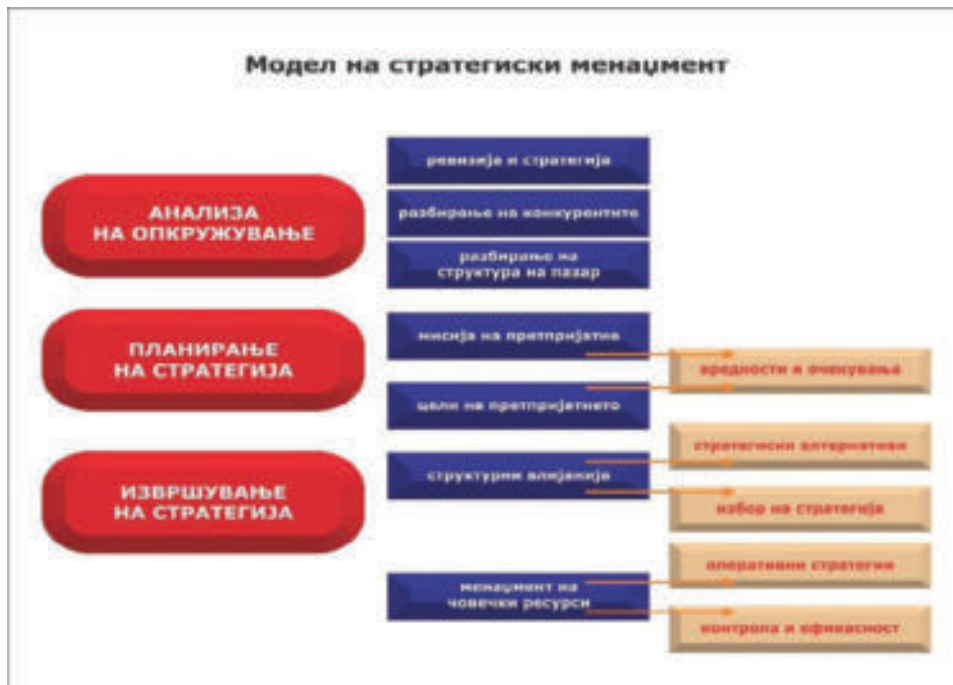 Модел на стратегиски менаџмент
АНАЛИЗА
НА ОПКРУЖУВАЊЕ
ПЛАНИРАЊЕ
НА СТРАТЕГИЈА
ИЗВРШУВАЊЕ
НА СТРАТЕГИЈА
ревизија и стратегија
разбирање на конкурентите
разбирање на
структура на пазар
мисија на претпријатие
цели на претпријатието
структурни влијанија
менаџмент на
човечки ресурси
вредности и очекувања
стратегиски алтернативи
избор на стратегија
оперативни стратегии
контрола и ефикасност